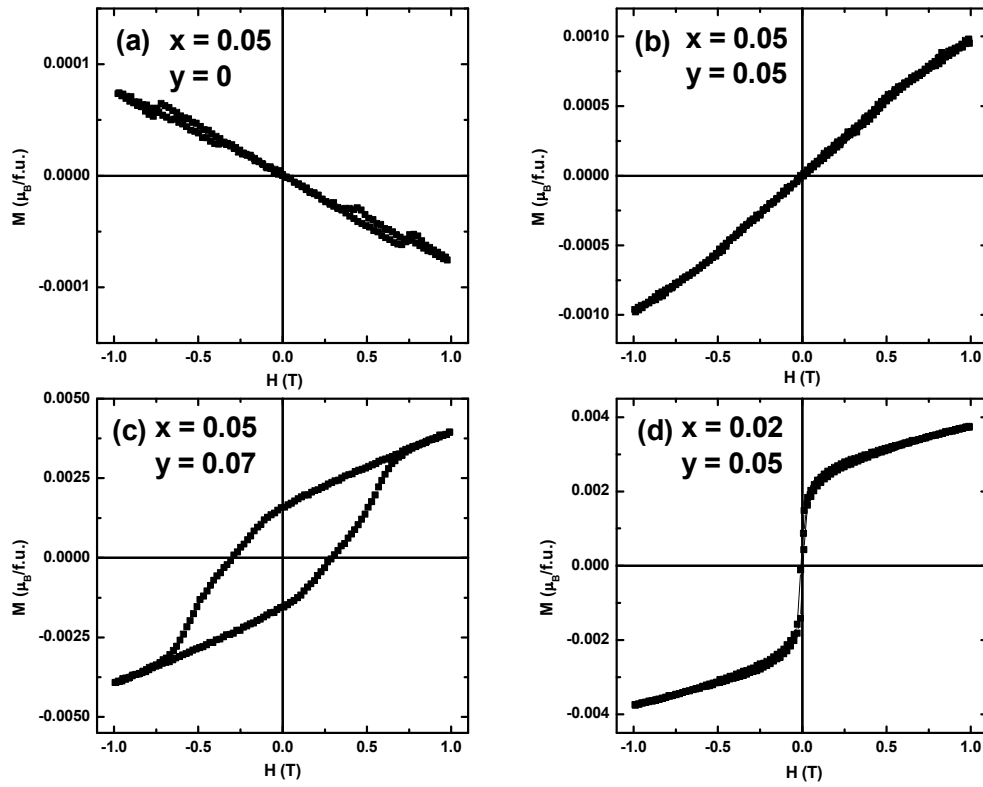 (a) x = 0.05
y = 0
0.0001
0.0000
-0.0001
M (μB/f.u.)
-1.0 -0.5 0.0 0.5 1.0
H (T)
(b) x = 0.05
y = 0.05
0.0010
0.0005
0.0000
-0.0005
-0.0010
M (μB/f.u.)
-1.0 -0.5 0.0 0.5 1.0
H (T)
(c) x = 0.05
y = 0.07
0.0050
0.0025
0.0000
-0.0025
-0.0050
M (μB/f.u.)
-1.0 -0.5 0.0 0.5 1.0
H (T)
(d) x = 0.02
y = 0.05
0.004
0.002
0.000
-0.002
-0.004
M (μB/f.u.)
-1.0 -0.5 0.0 0.5 1.0
H (T)